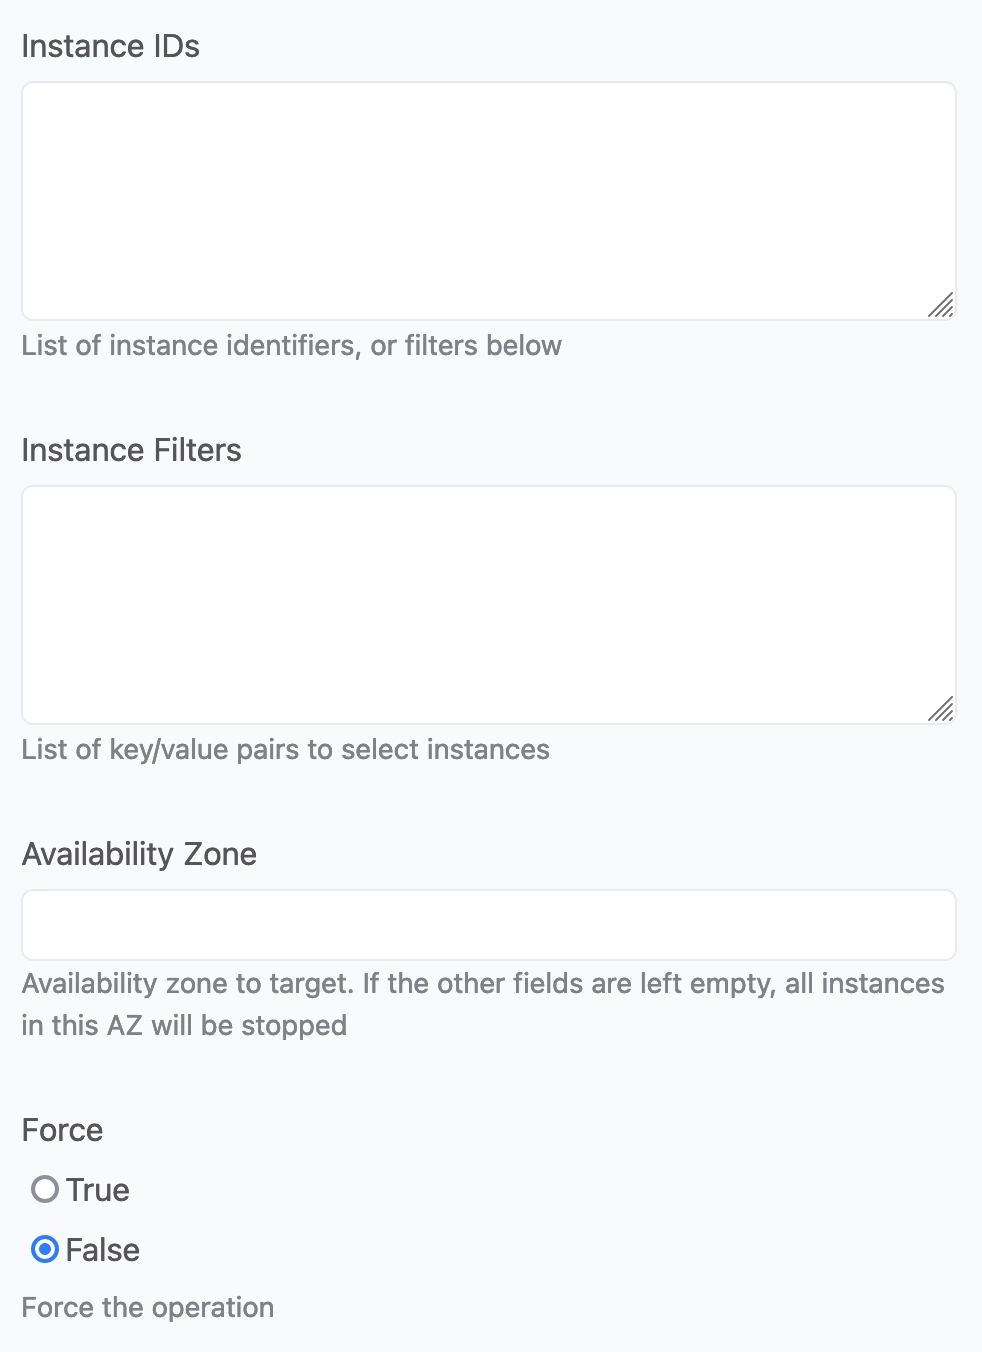 Instance IDs
List of instance identifiers, or filters below
Instance Filters
List of key/value pairs to select instances
Availability Zone
Availability zone to target. If the other fields are left empty, all instances
in this AZ will be stopped
Force
True
False
Force the operation